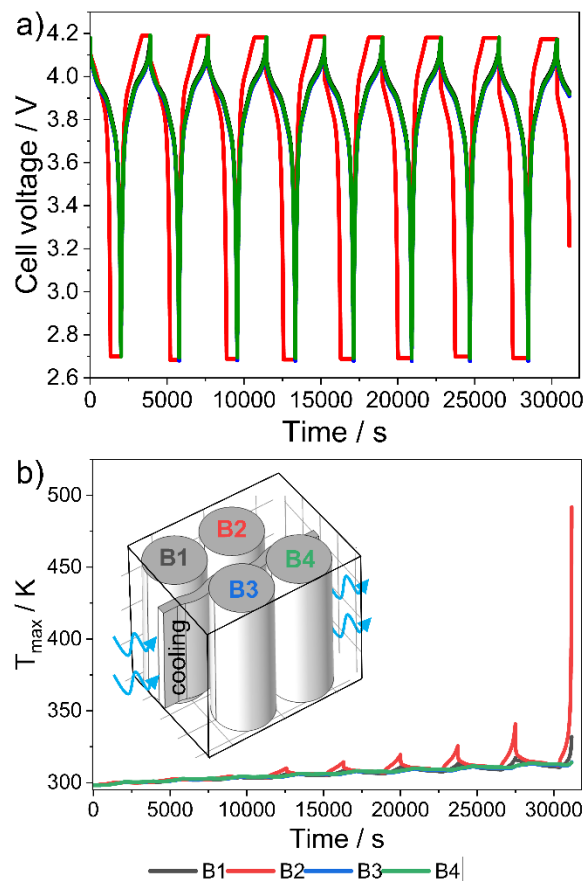 a)
Cell voltage / V
4.2
4.0
3.8
3.6
3.4
3.2
3.0
2.8
2.6
0 5000 10000 15000 20000 25000 30000
Time / s
b)
T_max / K
500
450
400
350
300
B1
B2
B3
B4
cooling
0 5000 10000 15000 20000 25000 30000
Time / s
B1 B2 B3 B4